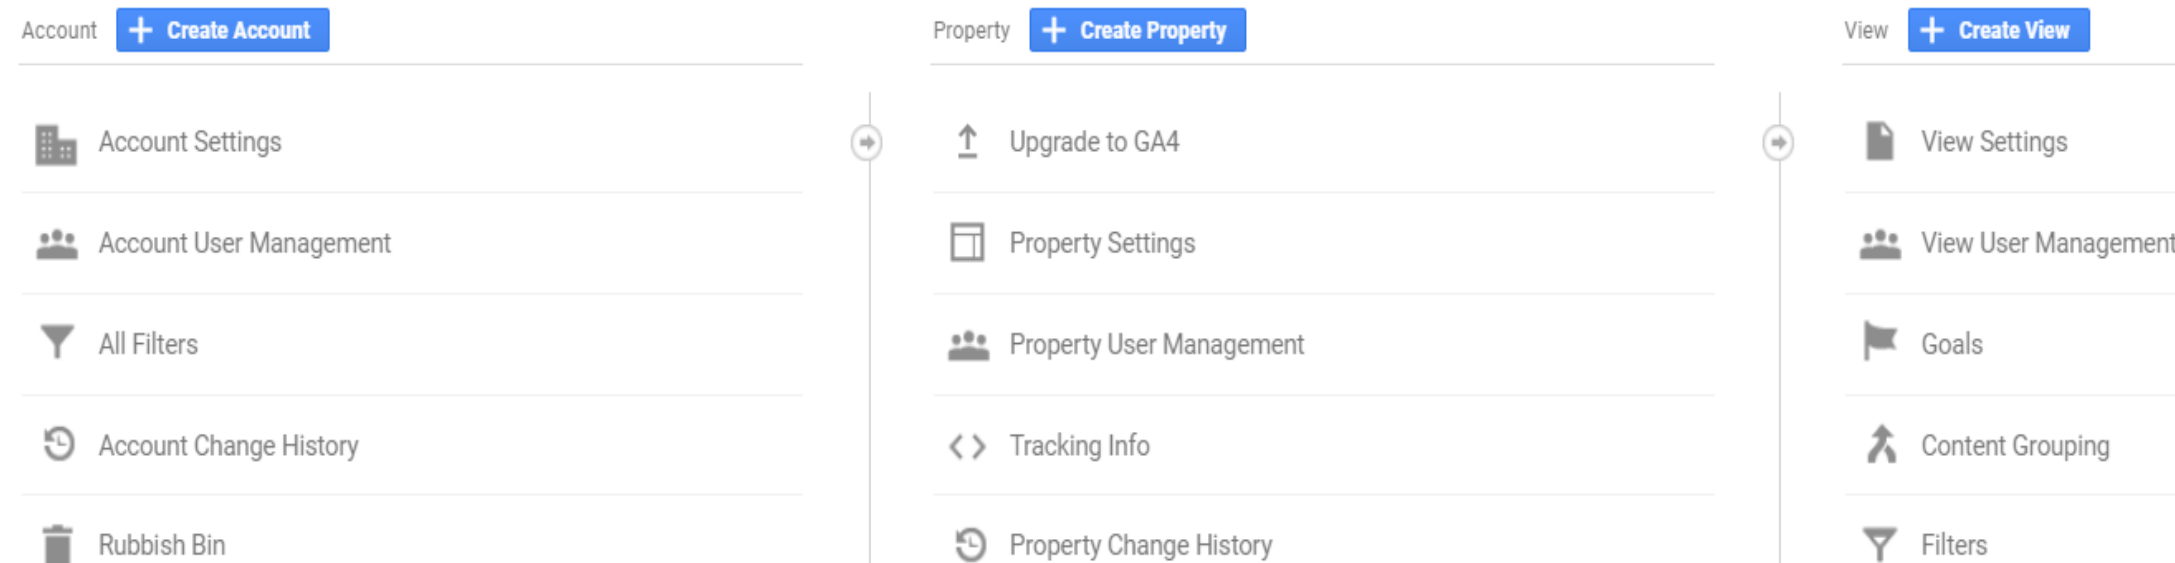 Account
Create Account
Account Settings
Account User Management
All Filters
Account Change History
Rubbish Bin
Property
Create Property
Upgrade to GA4
Property Settings
Property User Management
Tracking Info
Property Change History
View
Create View
View Settings
View User Management
Goals
Content Grouping
Filters